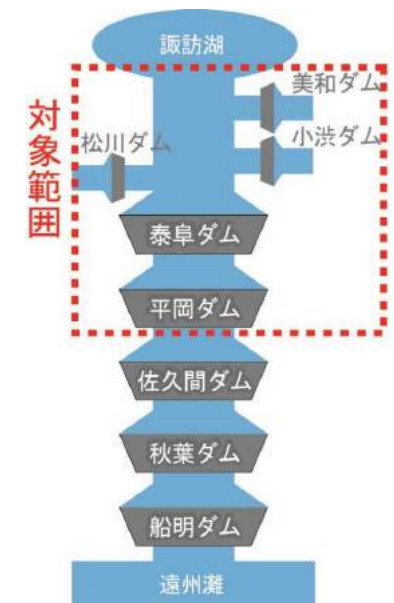 諏訪湖
美和ダム
対象範囲
松川ダム
小渋ダム
泰阜ダム
平岡ダム
佐久間ダム
秋葉ダム
船明ダム
遠州灘